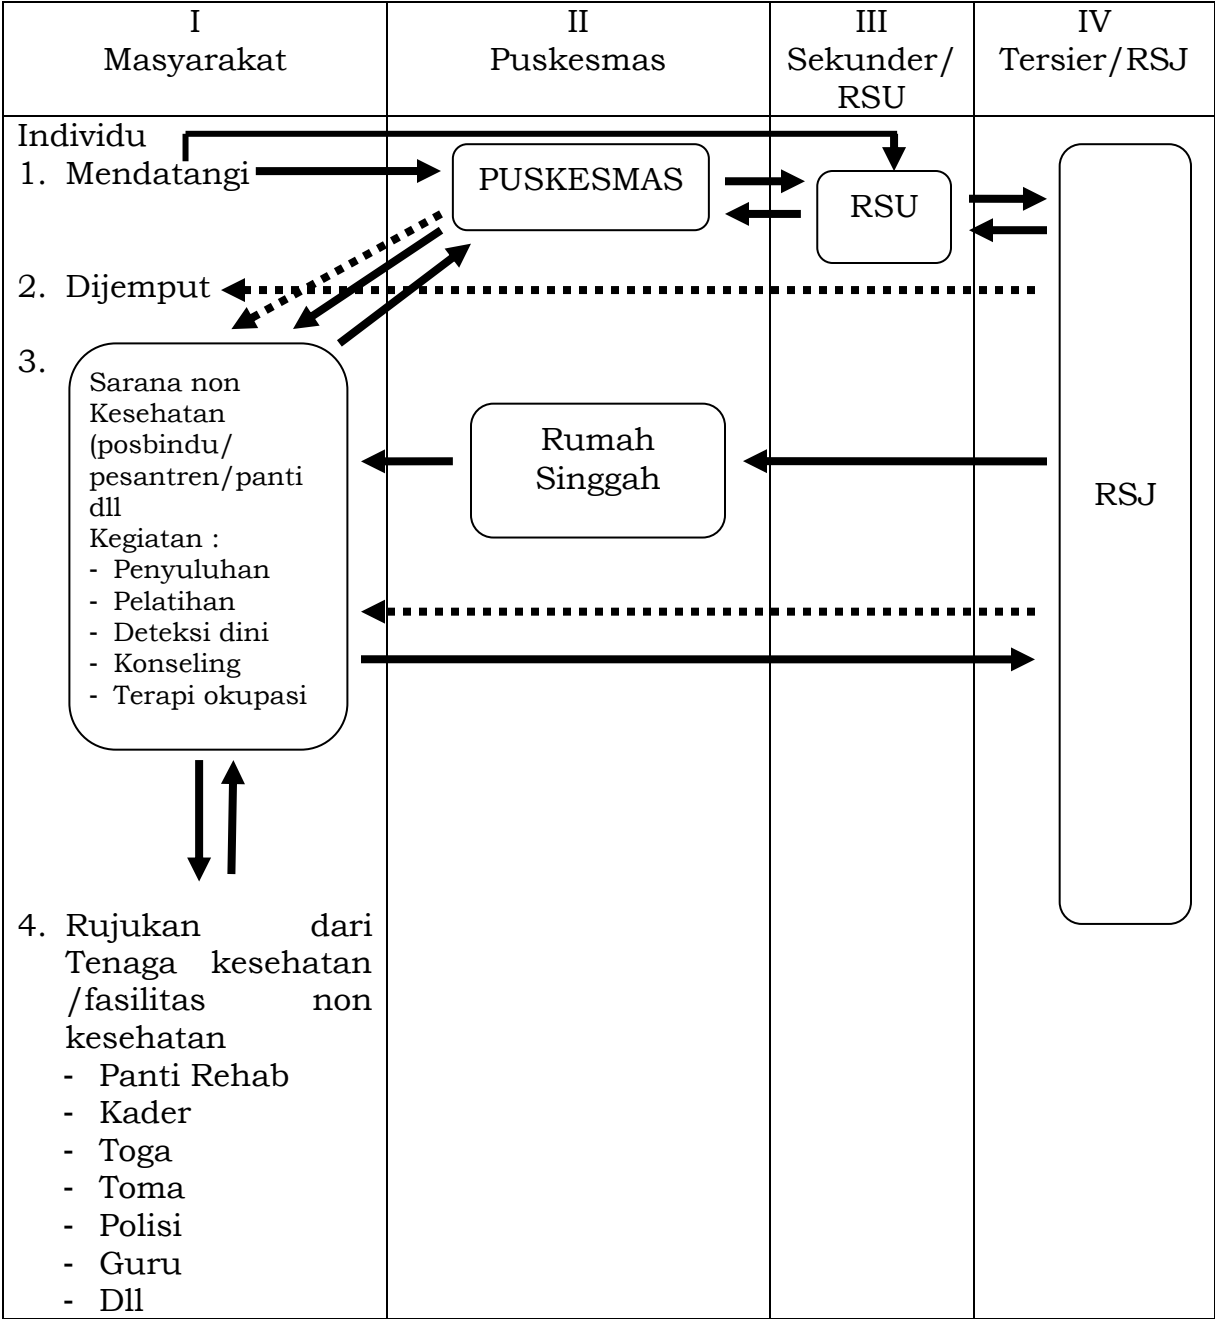 I
Masyarakat
II
Puskesmas
III
Sekunder/
RSU
IV
Tersier/RSJ
Individu
1. Mendatangi
PUSKESMAS
RSU
2. Dijemput
3.
Sarana non
Kesehatan
(posbindu/
pesantren/panti
dll
Kegiatan :
- Penyuluhan
- Pelatihan
- Deteksi dini
- Konseling
- Terapi okupasi
Rumah
Singgah
RSJ
4. Rujukan dari
Tenaga kesehatan
/fasilitas non
kesehatan
- Panti Rehab
- Kader
- Toga
- Toma
- Polisi
- Guru
- Dll